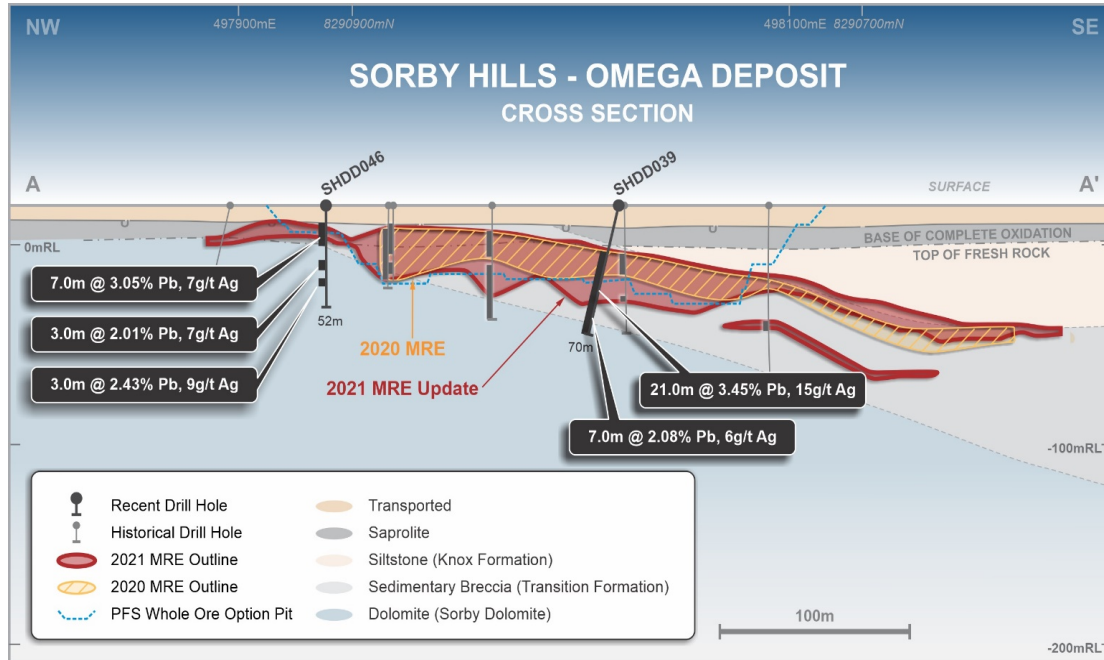 NW
497900mE
8290900mN
498100mE
8290700mN
SE
SORBY HILLS - OMEGA DEPOSIT
CROSS SECTION
A
SHDD046
SHDD039
SURFACE
A'
0mRL
BASE OF COMPLETE OXIDATION
TOP OF FRESH ROCK
7.0m @ 3.05% Pb, 7g/t Ag
3.0m @ 2.01% Pb, 7g/t Ag
3.0m @ 2.43% Pb, 9g/t Ag
52m
2020 MRE
70m
2021 MRE Update
21.0m @ 3.45% Pb, 15g/t Ag
7.0m @ 2.08% Pb, 6g/t Ag
-100mRL
Recent Drill Hole
Historical Drill Hole
2021 MRE Outline
2020 MRE Outline
PFS Whole Ore Option Pit
Transported
Saprolite
Siltstone (Knox Formation)
Sedimentary Breccia (Transition Formation)
Dolomite (Sorby Dolomite)
100m
-200mRL